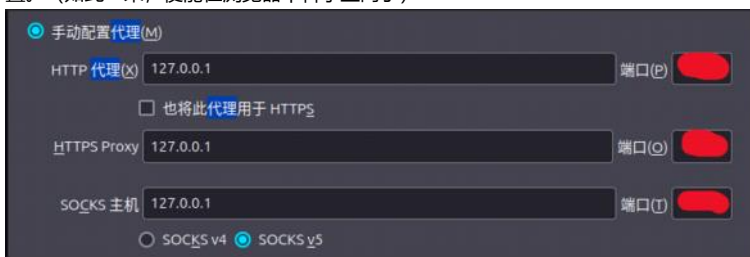 手动配置代理(M)
HTTP 代理(X) 127.0.0.1 端口(P)
也将此代理用于 HTTPS
HTTPS Proxy 127.0.0.1 端口(O)
SOCKS 主机 127.0.0.1 端口(T)
SOCKS v4 SOCKS v5